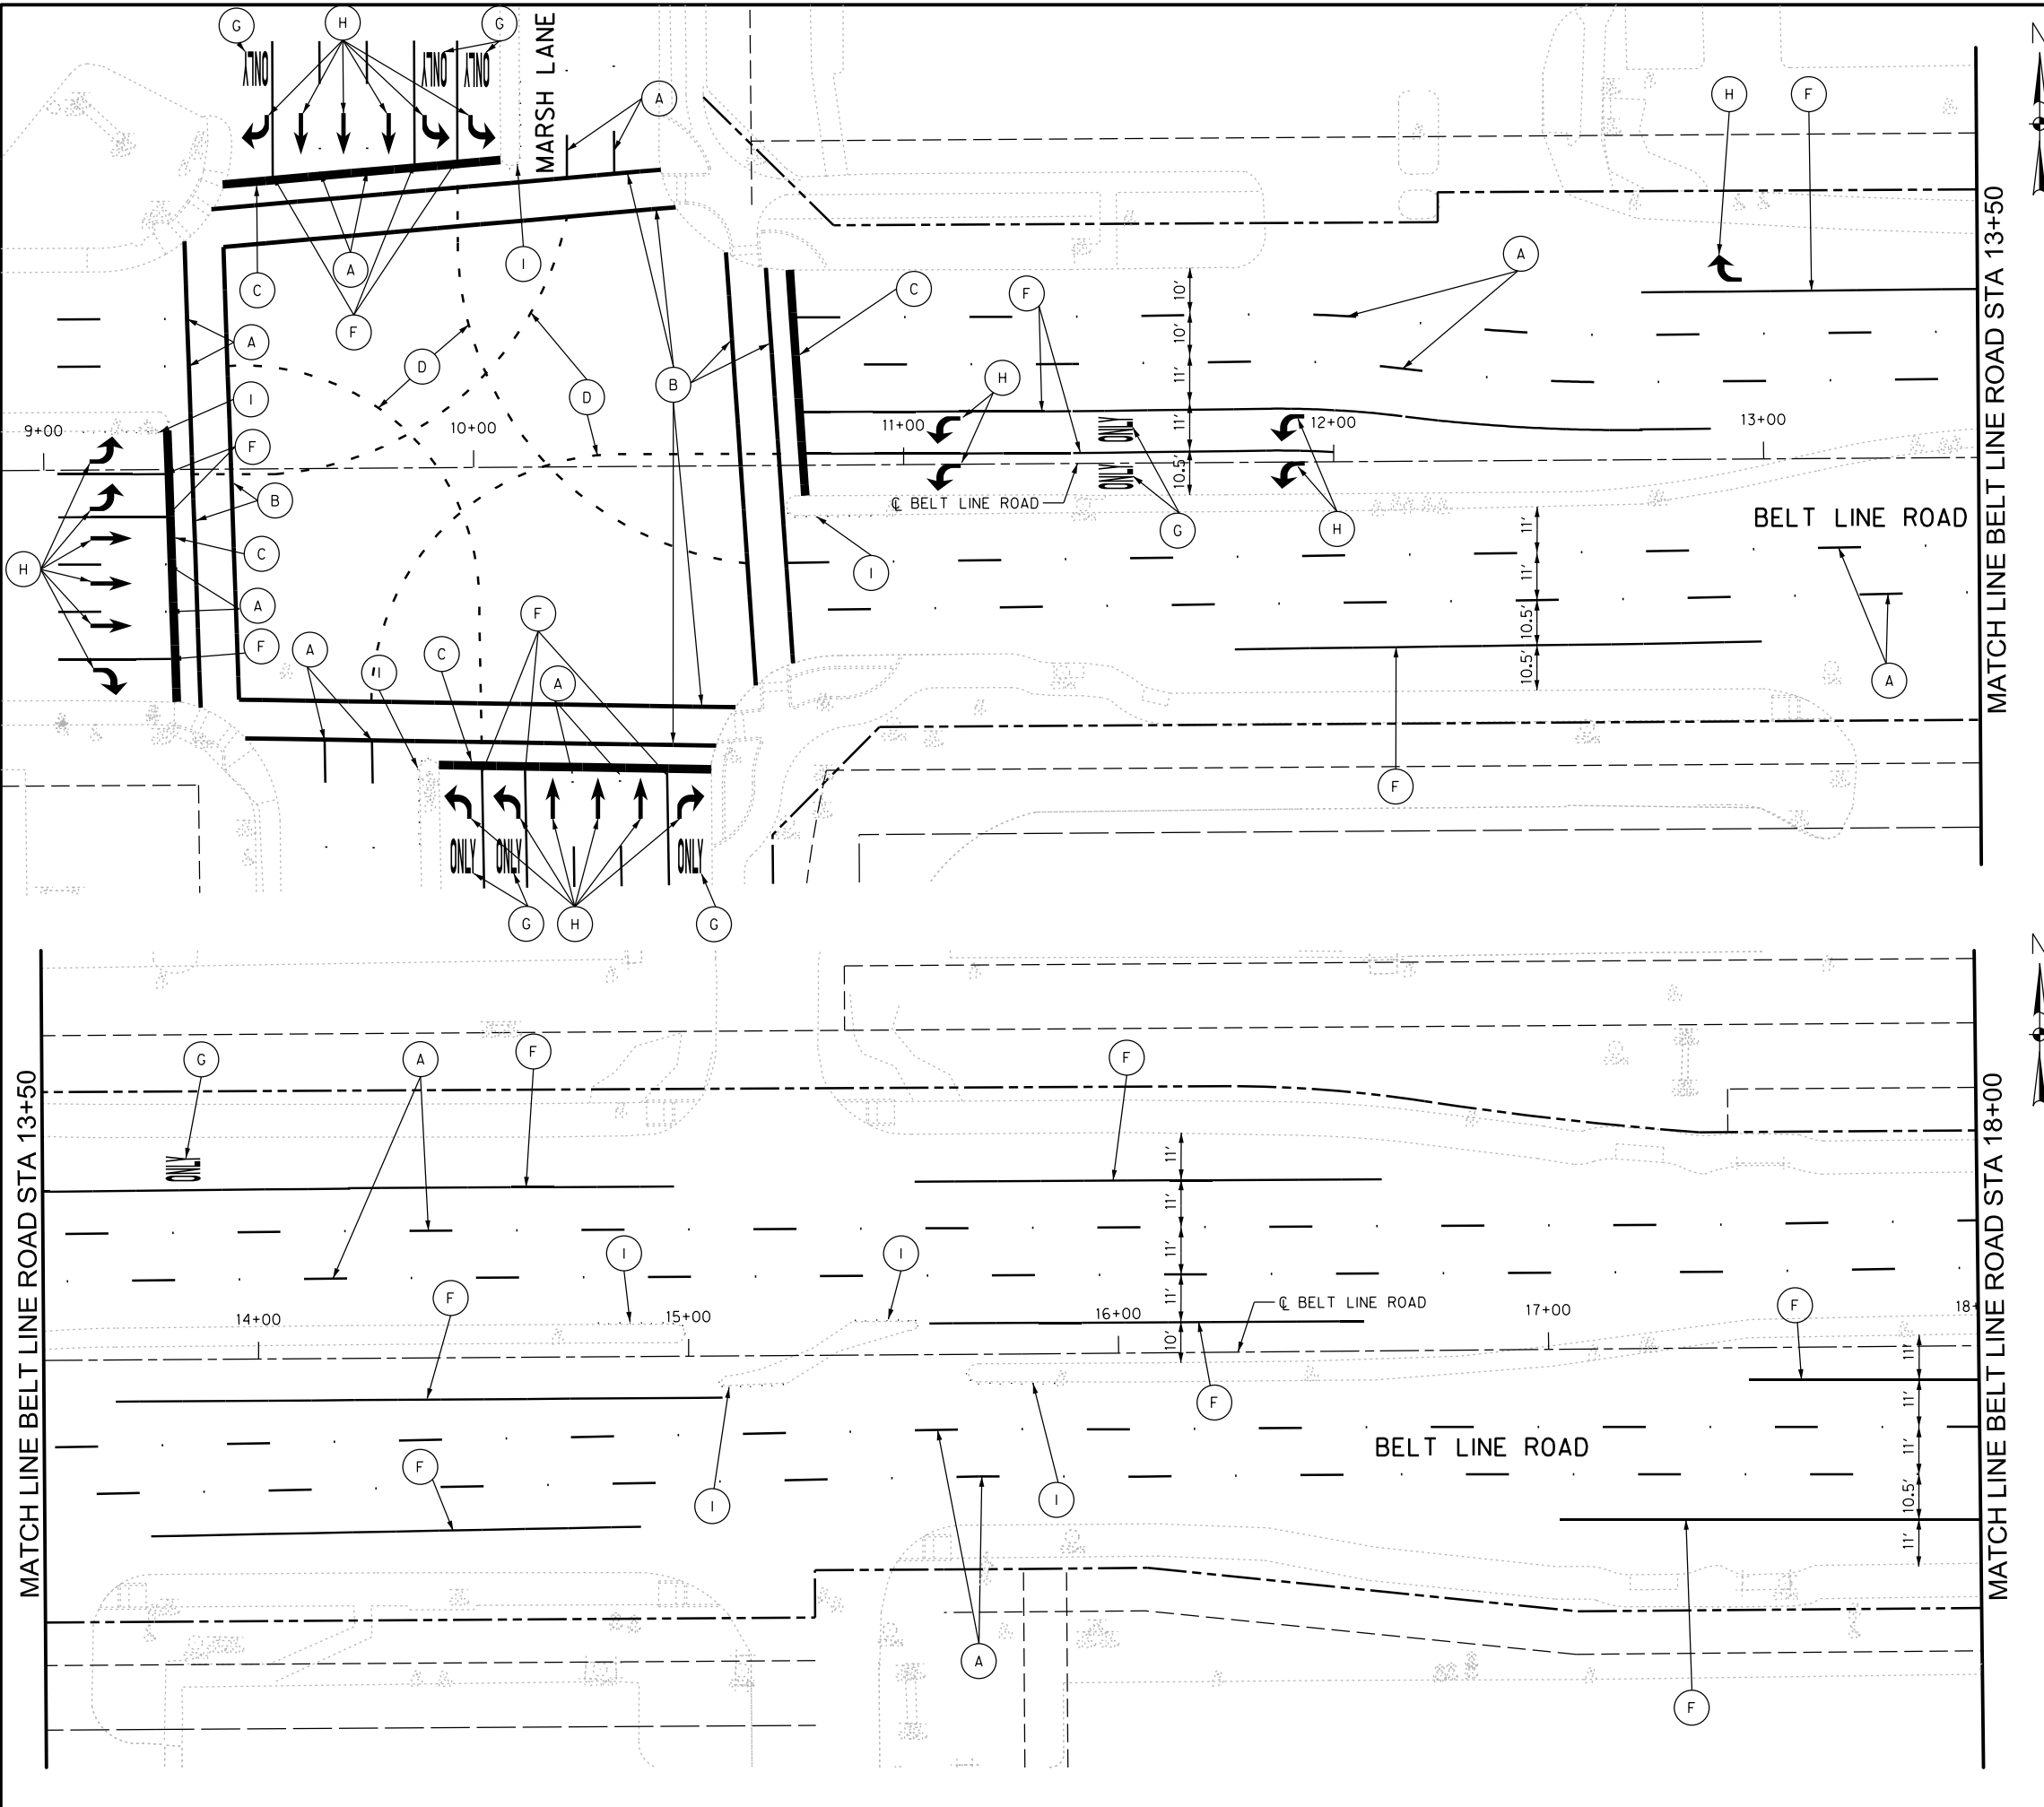 G
H
G
N
ONLY
ONLY
ONLY
MARSH LANE
A
H
F
C
A
I
F
A
C
F
A
D
H
D
B
I
F
B
C
A
F
H
A
I
C
F
A
9+00
10+00
11+00
12+00
13+00
10'
10'
11'
11'
10.5'
ONLY
ONLY
℄ BELT LINE ROAD
G
H
I
BELT LINE ROAD
11'
11'
10.5'
10.5'
A
F
MATCH LINE BELT LINE ROAD STA 13+50
ONLY
ONLY
ONLY
G
H
G
N
G
A
F
F
ONLY
MATCH LINE BELT LINE ROAD STA 13+50
11'
11'
11'
11'
10'
I
I
F
14+00
15+00
16+00
℄ BELT LINE ROAD
17+00
F
18+
F
F
I
I
BELT LINE ROAD
11'
11'
11'
10.5'
11'
A
F
MATCH LINE BELT LINE ROAD STA 18+00